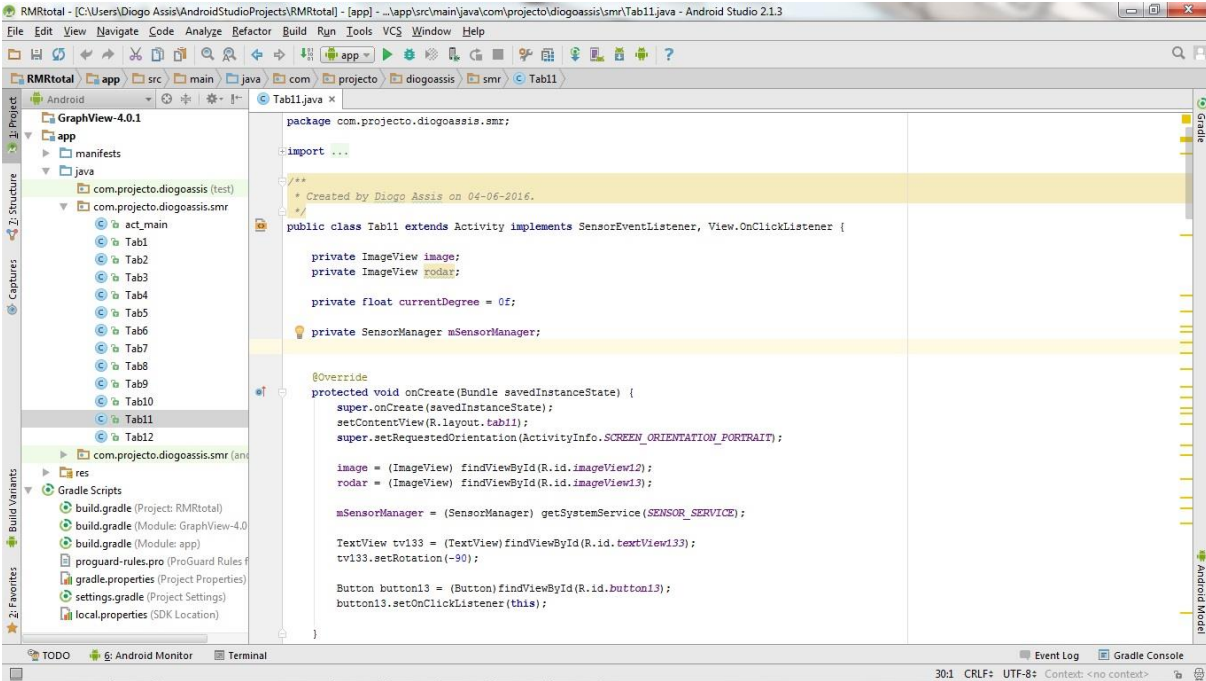 RMRtotal - [C:\Users\Diogo Assis\AndroidStudioProjects\RMRtotal] - [app] - ...\app\src\main\java\com\projecto\diogoassis\smr\Tab11.java - Android Studio 2.1.3
File Edit View Navigate Code Analyze Refactor Build Run Tools VCS Window Help
app
RMRtotal app src main java com projecto diogoassis smr Tab11
Android
Tab11.java
1: Project
7: Structure
Captures
Build Variants
2: Favorites
GraphView-4.0.1
app
manifests
java
com.projecto.diogoassis (test)
com.projecto.diogoassis.smr
act_main
Tab1
Tab2
Tab3
Tab4
Tab5
Tab6
Tab7
Tab8
Tab9
Tab10
Tab11
Tab12
com.projecto.diogoassis.smr (and
res
Gradle Scripts
build.gradle (Project: RMRtotal)
build.gradle (Module: GraphView-4.0
build.gradle (Module: app)
proguard-rules.pro (ProGuard Rules f
gradle.properties (Project Properties)
settings.gradle (Project Settings)
local.properties (SDK Location)
package com.projecto.diogoassis.smr;
import ...
/**
* Created by Diogo Assis on 04-06-2016.
*/
public class Tab11 extends Activity implements SensorEventListener, View.OnClickListener {
private ImageView image;
private ImageView rodar;
private float currentDegree = 0f;
private SensorManager mSensorManager;
@Override
protected void onCreate(Bundle savedInstanceState) {
super.onCreate(savedInstanceState);
setContentView(R.layout.tab11);
super.setRequestedOrientation(ActivityInfo.SCREEN_ORIENTATION_PORTRAIT);
image = (ImageView) findViewById(R.id.imageView12);
rodar = (ImageView) findViewById(R.id.imageView13);
mSensorManager = (SensorManager) getSystemService(SENSOR_SERVICE);
TextView tv133 = (TextView)findViewById(R.id.textView133);
tv133.setRotation(-90);
Button button13 = (Button)findViewById(R.id.button13);
button13.setOnClickListener(this);
}
Gradle
Android Model
TODO 6: Android Monitor Terminal Event Log Gradle Console
30:1 CRLF UTF-8 Context: <no context>